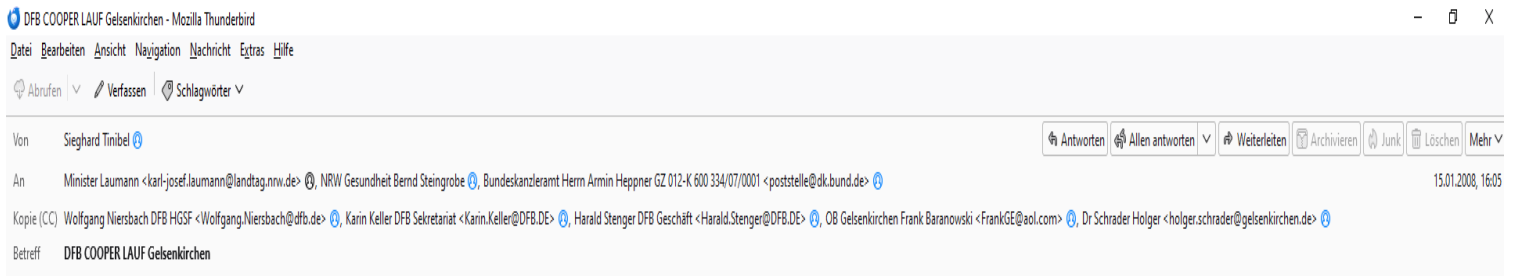 DFB COOPER LAUF Gelsenkirchen - Mozilla Thunderbird
Datei Bearbeiten Ansicht Navigation Nachricht Extras Hilfe
Abrufen Verfassen Schlagwörter
Von Sieghard Tinibel Antworten Allen antworten Weiterleiten Archivieren Junk Löschen Mehr
An Minister Laumann <karl-josef.laumann@landtag.nrw.de>, NRW Gesundheit Bernd Steingrobe, Bundeskanzleramt Herrn Armin Heppner GZ 012-K 600 334/07/0001 <poststelle@dk.bund.de> 15.01.2008, 16:05
Kopie (CC) Wolfgang Niersbach DFB HGSF <Wolfgang.Niersbach@dfb.de>, Karin Keller DFB Sekretariat <Karin.Keller@DFB.DE>, Harald Stenger DFB Geschäft <Harald.Stenger@DFB.DE>, OB Gelsenkirchen Frank Baranowski <FrankGE@aol.com>, Dr Schrader Holger <holger.schrader@gelsenkirchen.de>
Betreff DFB COOPER LAUF Gelsenkirchen